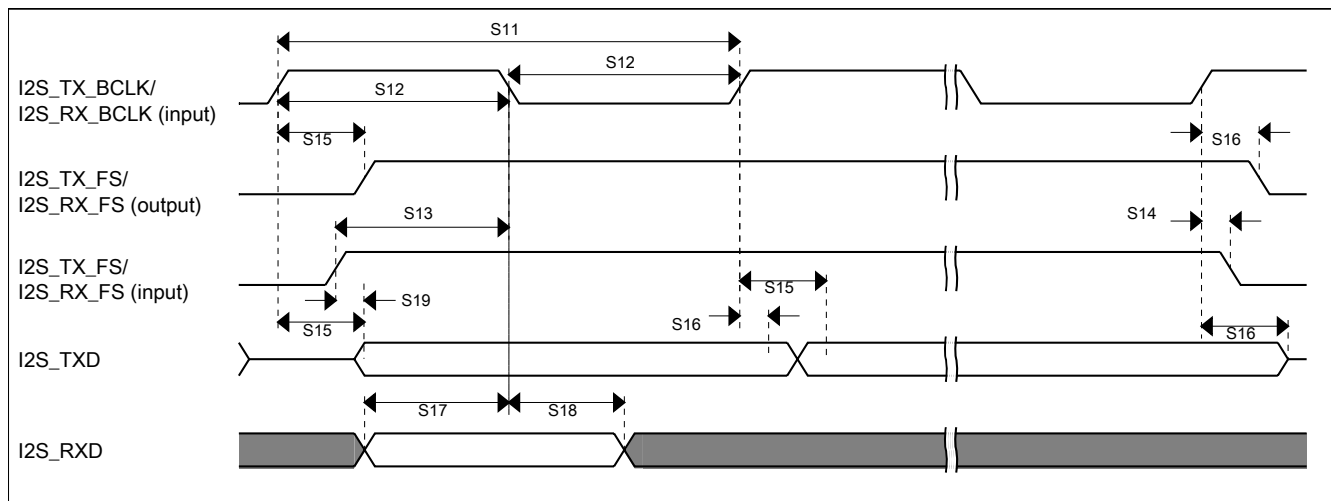 S11
S12
I2S_TX_BCLK/
I2S_RX_BCLK (input)
S12
S15
S16
I2S_TX_FS/
I2S_RX_FS (output)
S13
S14
I2S_TX_FS/
I2S_RX_FS (input)
S19
S15
S15
S16
S16
I2S_TXD
S17
S18
I2S_RXD